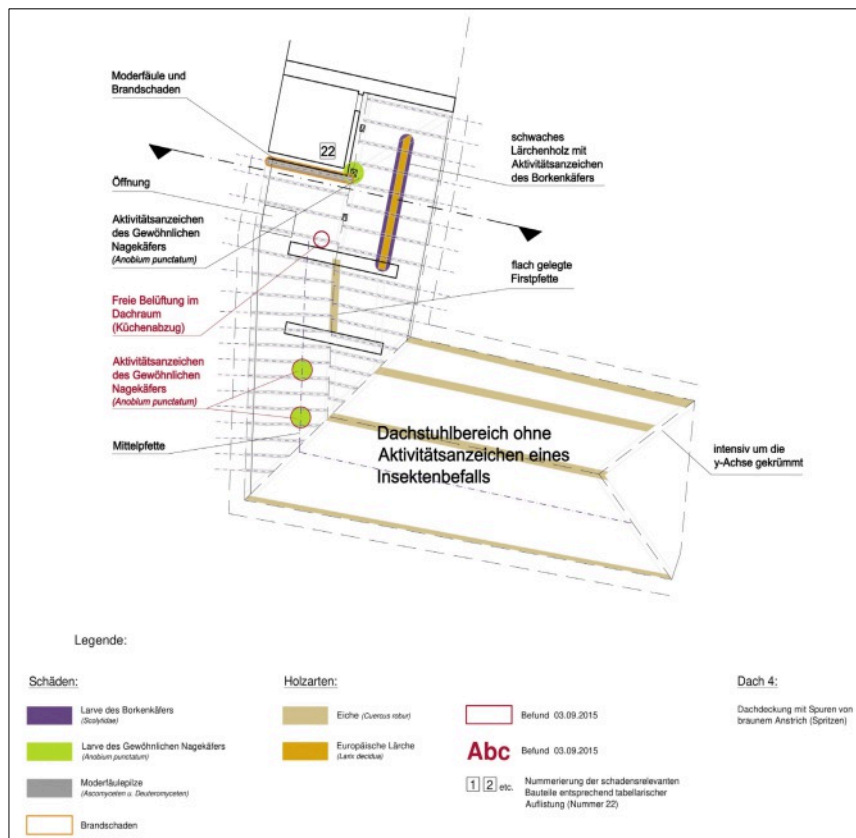 Moderfäule und
Brandschaden
22
schwaches
Lärchenholz mit
Aktivitätsanzeichen
des Borkenkäfers
Öffnung
Aktivitätsanzeichen
des Gewöhnlichen
Nagekäfers
(Anobium punctatum)
flach gelegte
Firstpfette
Freie Belüftung im
Dachraum
(Küchenabzug)
Aktivitätsanzeichen
des Gewöhnlichen
Nagekäfers
(Anobium punctatum)
Mittelpfette
Dachstuhlbereich ohne
Aktivitätsanzeichen eines
Insektenbefalls
intensiv um die
y-Achse gekrümmt
Legende:
Schäden:
Larve des Borkenkäfers
(Scolytidae)
Larve des Gewöhnlichen Nagekäfers
(Anobium punctatum)
Moderfäulepilze
(Ascomyceten u. Deuteromyceten)
Brandschaden
Holzarten:
Eiche (Cuercus robur)
Europäische Lärche
(Larix decidua)
Befund 03.09.2015
Abc Befund 03.09.2015
1 2 etc. Nummerierung der schadensrelevanten
Bauteile entsprechend tabellarischer
Auflistung (Nummer 22)
Dach 4:
Dachdeckung mit Spuren von
braunem Anstrich (Spritzen)